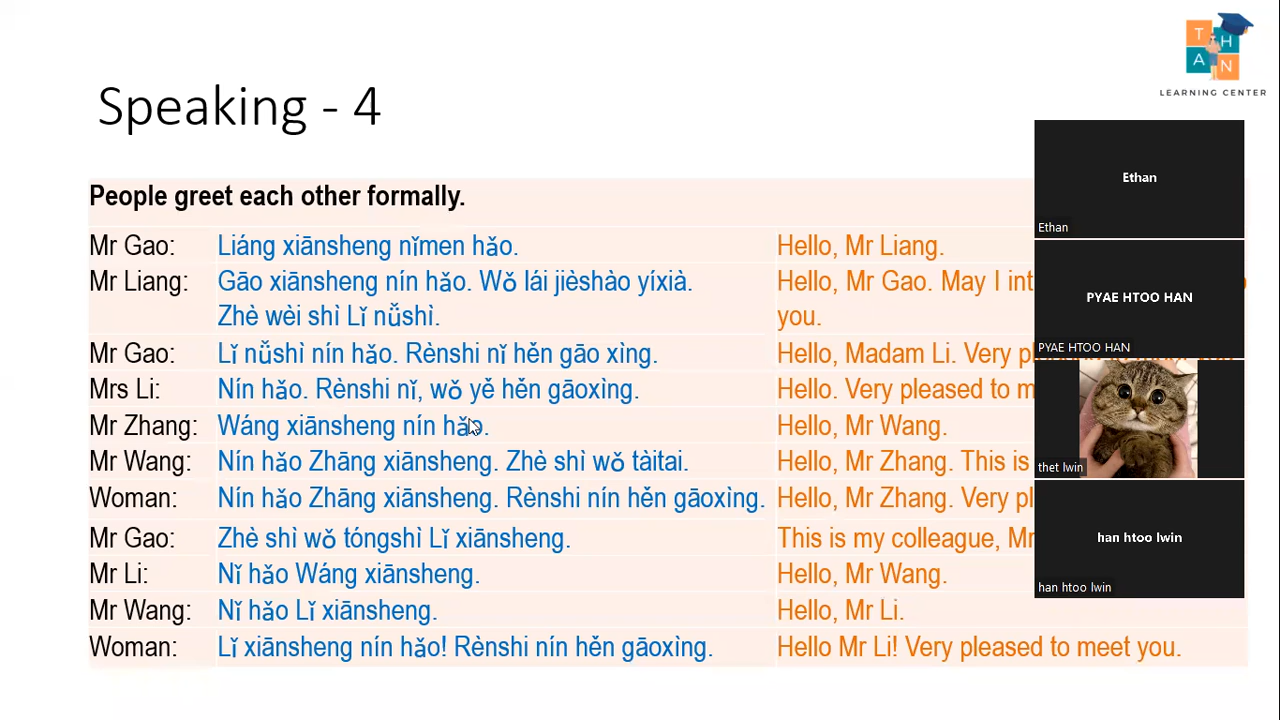 T H
A N
LEARNING CENTER
Speaking - 4
People greet each other formally.
Mr Gao: Liáng xiānsheng nǐmen hǎo. Hello, Mr Liang.
Mr Liang: Gāo xiānsheng nín hǎo. Wǒ lái jièshào yíxià. Hello, Mr Gao. May I
Zhè wèi shì Lǐ nǚshì. you.
Mr Gao: Lǐ nǚshì nín hǎo. Rènshi nǐ hěn gāo xìng. Hello, Madam Li. Very
Mrs Li: Nín hǎo. Rènshi nǐ, wǒ yě hěn gāoxìng. Hello. Very pleased to
Mr Zhang: Wáng xiānsheng nín hǎo. Hello, Mr Wang.
Mr Wang: Nín hǎo Zhāng xiānsheng. Zhè shì wǒ tàitai. Hello, Mr Zhang. This is
Woman: Nín hǎo Zhāng xiānsheng. Rènshi nín hěn gāoxìng. Hello, Mr Zhang. Very
Mr Gao: Zhè shì wǒ tóngshì Lǐ xiānsheng. This is my colleague, Mr
Mr Li: Nǐ hǎo Wáng xiānsheng. Hello, Mr Wang.
Mr Wang: Nǐ hǎo Lǐ xiānsheng. Hello, Mr Li.
Woman: Lǐ xiānsheng nín hǎo! Rènshi nín hěn gāoxìng. Hello Mr Li! Very pleased to meet you.
Ethan
Ethan
PYAE HTOO HAN
PYAE HTOO HAN
thet lwin
han htoo lwin
han htoo lwin